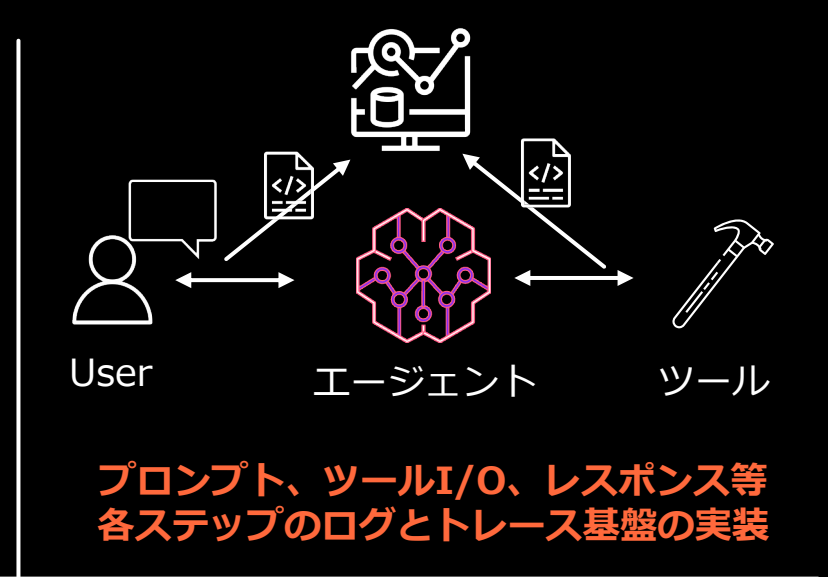 </>
</>
User
エージェント
ツール
プロンプト、ツールI/O、レスポンス等
各ステップのログとトレース基盤の実装